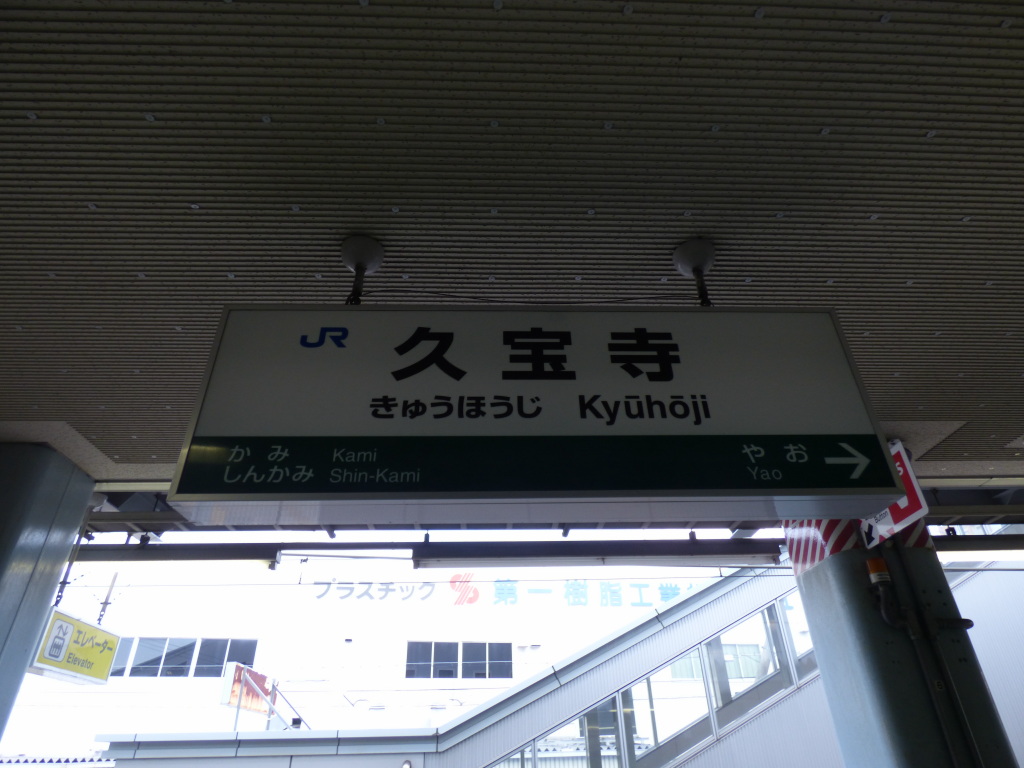 JR 久宝寺
きゅうほうじ Kyūhōji
かみ Kami
しんかみ Shin-Kami
やお
Yao
プラスチック 第一樹脂工業
エレベーター
Elevator